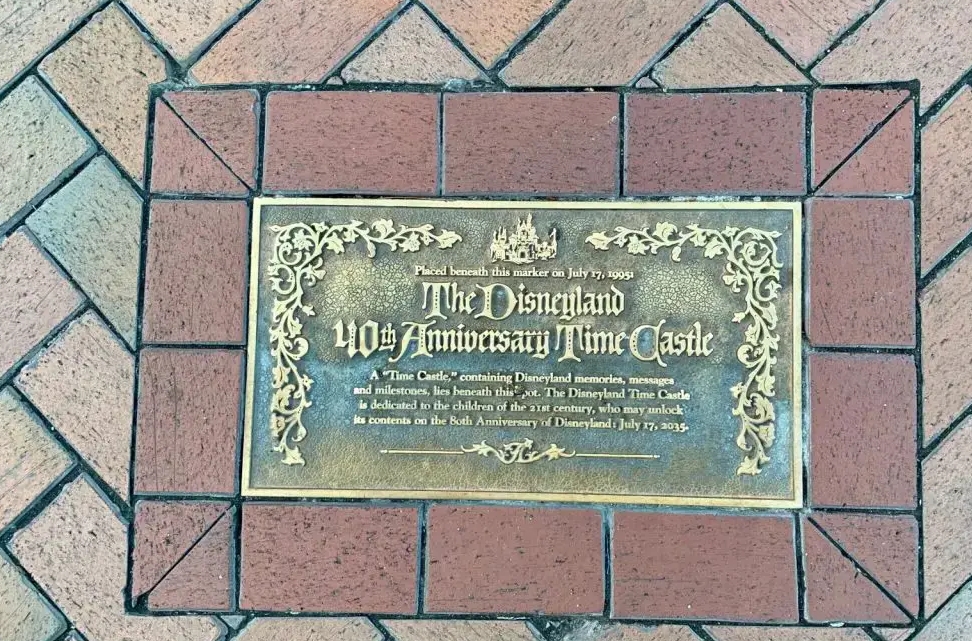 Placed beneath this marker on July 17, 1995:
The Disneyland
40th Anniversary Time Castle
A "Time Castle," containing Disneyland memories, messages
and milestones, lies beneath this spot. The Disneyland Time Castle
is dedicated to the children of the 21st century, who may unlock
its contents on the 80th Anniversary of Disneyland: July 17, 2035.